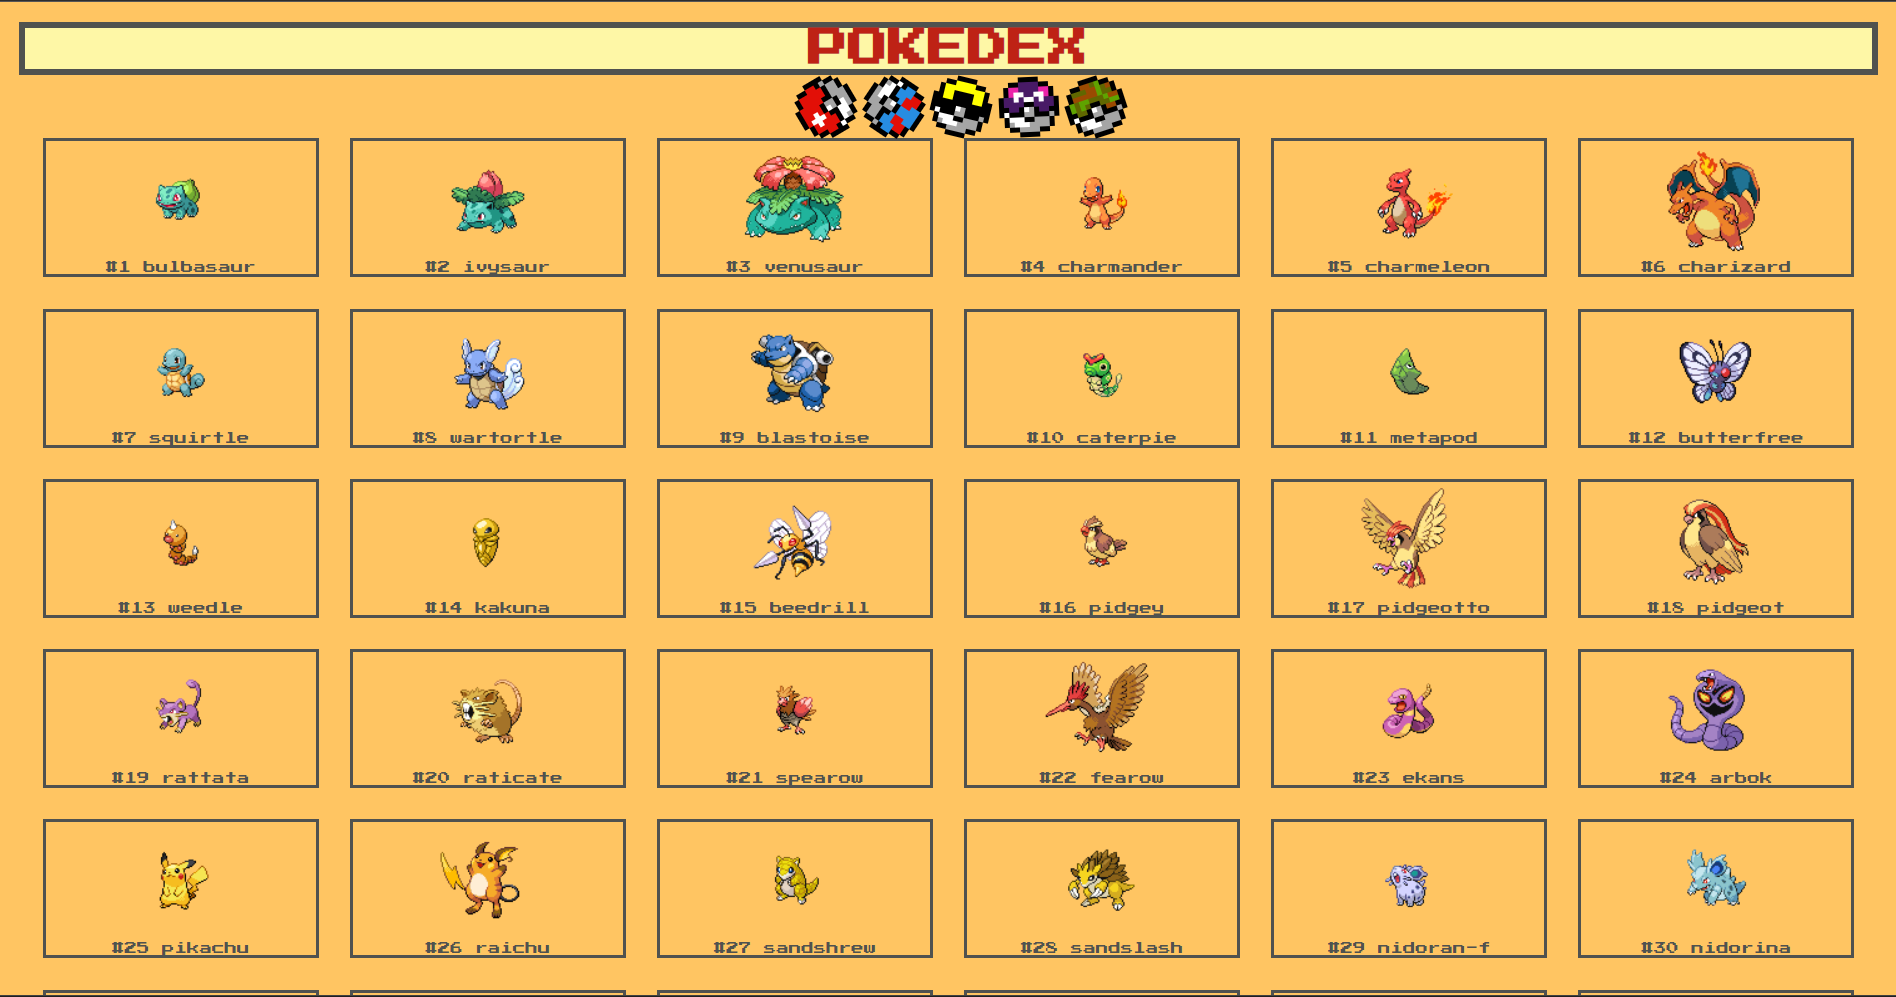 POKEDEX
#1 bulbasaur
#2 ivysaur
#3 venusaur
#4 charmander
#5 charmeleon
#6 charizard
#7 squirtle
#8 wartortle
#9 blastoise
#10 caterpie
#11 metapod
#12 butterfree
#13 weedle
#14 kakuna
#15 beedrill
#16 pidgey
#17 pidgeotto
#18 pidgeot
#19 rattata
#20 raticate
#21 spearow
#22 fearow
#23 ekans
#24 arbok
#25 pikachu
#26 raichu
#27 sandshrew
#28 sandslash
#29 nidoran-f
#30 nidorina